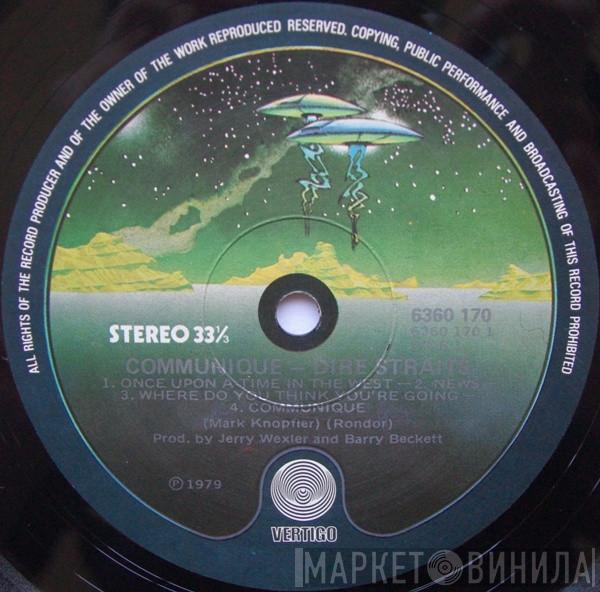 ALL RIGHTS OF THE RECORD PRODUCER AND OF THE OWNER OF THE WORK REPRODUCED RESERVED. COPYING, PUBLIC PERFORMANCE AND BROADCASTING OF THIS RECORD PROHIBITED
6360 170
STEREO 33⅓
6360 170 1
COMMUNIQUE - DIRE STRAITS
1. ONCE UPON A TIME IN THE WEST — 2. NEWS —
3. WHERE DO YOU THINK YOU'RE GOING —
4. COMMUNIQUE
(Mark Knopfler) (Rondor)
Prod. by Jerry Wexler and Barry Beckett
Ⓟ 1979
VERTIGO
МАРКЕТ ВИНИЛА